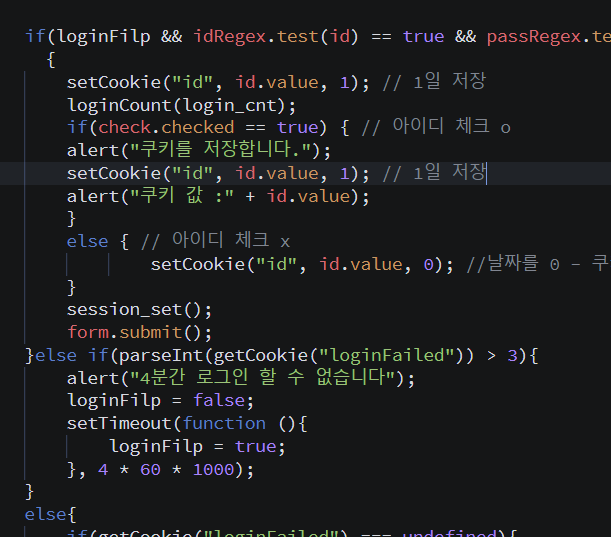 if(loginFilp && idRegex.test(id) == true && passRegex.te
{
setCookie("id", id.value, 1); // 1일 저장
loginCount(login_cnt);
if(check.checked == true) { // 아이디 체크 o
alert("쿠키를 저장합니다.");
setCookie("id", id.value, 1); // 1일 저장
alert("쿠키 값 :" + id.value);
}
else { // 아이디 체크 x
setCookie("id", id.value, 0); //날짜를 0 - 쿠
}
session_set();
form.submit();
}else if(parseInt(getCookie("loginFailed")) > 3){
alert("4분간 로그인 할 수 없습니다");
loginFilp = false;
setTimeout(function (){
loginFilp = true;
}, 4 * 60 * 1000);
}
else{
if(getCookie("loginFailed") === undefined){